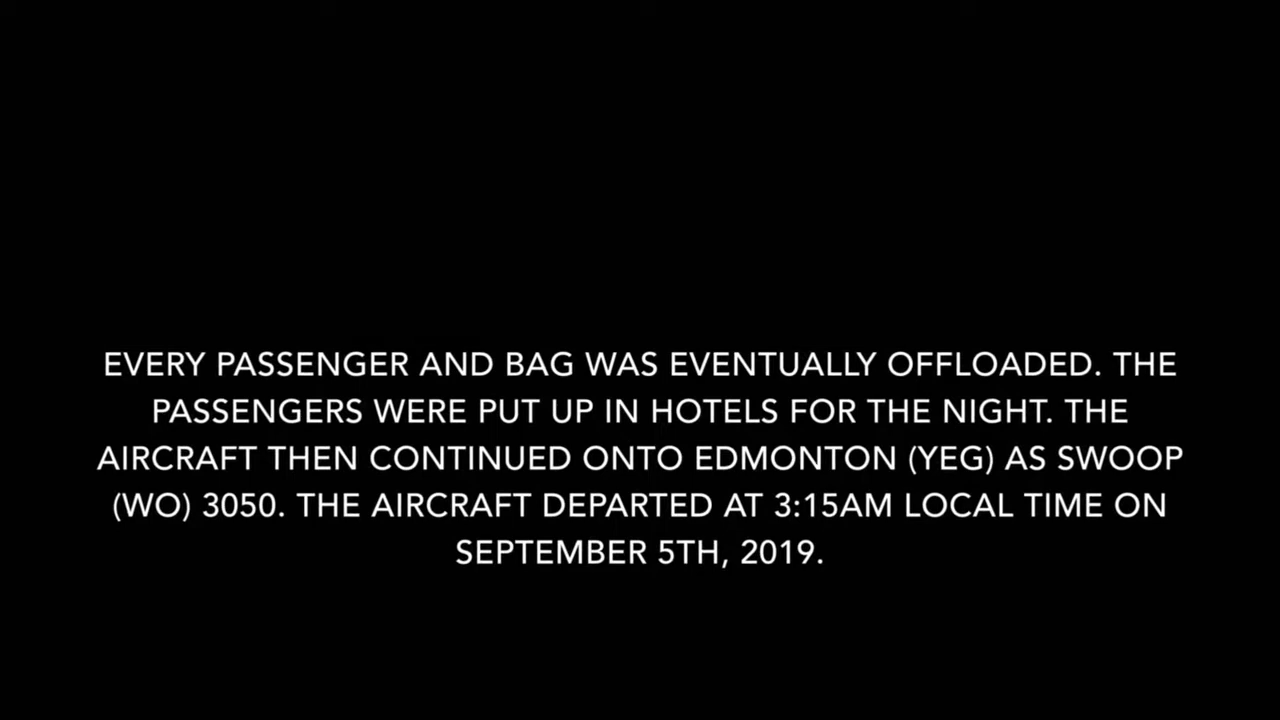 EVERY PASSENGER AND BAG WAS EVENTUALLY OFFLOADED. THE
PASSENGERS WERE PUT UP IN HOTELS FOR THE NIGHT. THE
AIRCRAFT THEN CONTINUED ONTO EDMONTON (YEG) AS SWOOP
(WO) 3050. THE AIRCRAFT DEPARTED AT 3:15AM LOCAL TIME ON
SEPTEMBER 5TH, 2019.